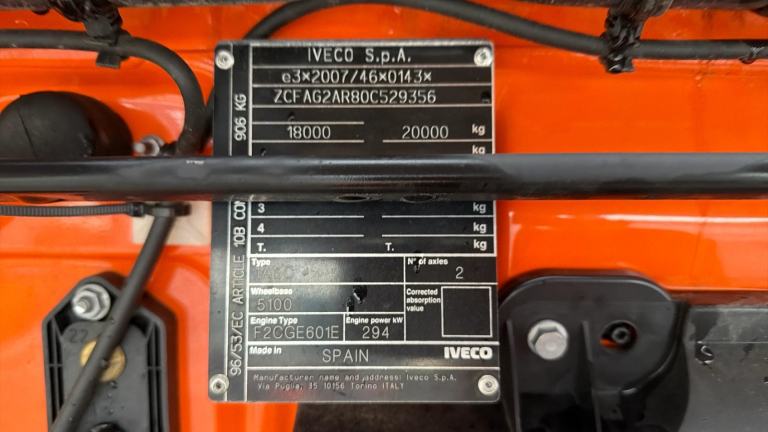 IVECO S.p.A.
e3*2007/46*0143*
ZCFAG2AR80C529356
18000 20000 kg
kg
3 kg
4 kg
T. T. kg
Type N° of axles
2
Wheelbase Corrected absorption value
5100
Engine Type Engine power kW
F2CGE601E 294
Made in SPAIN IVECO
Manufacturer name and address: Iveco S.p.A.
Via Puglia, 35 10156 Torino ITALY
96/53/EC ARTICLE 10B 906 KG
22